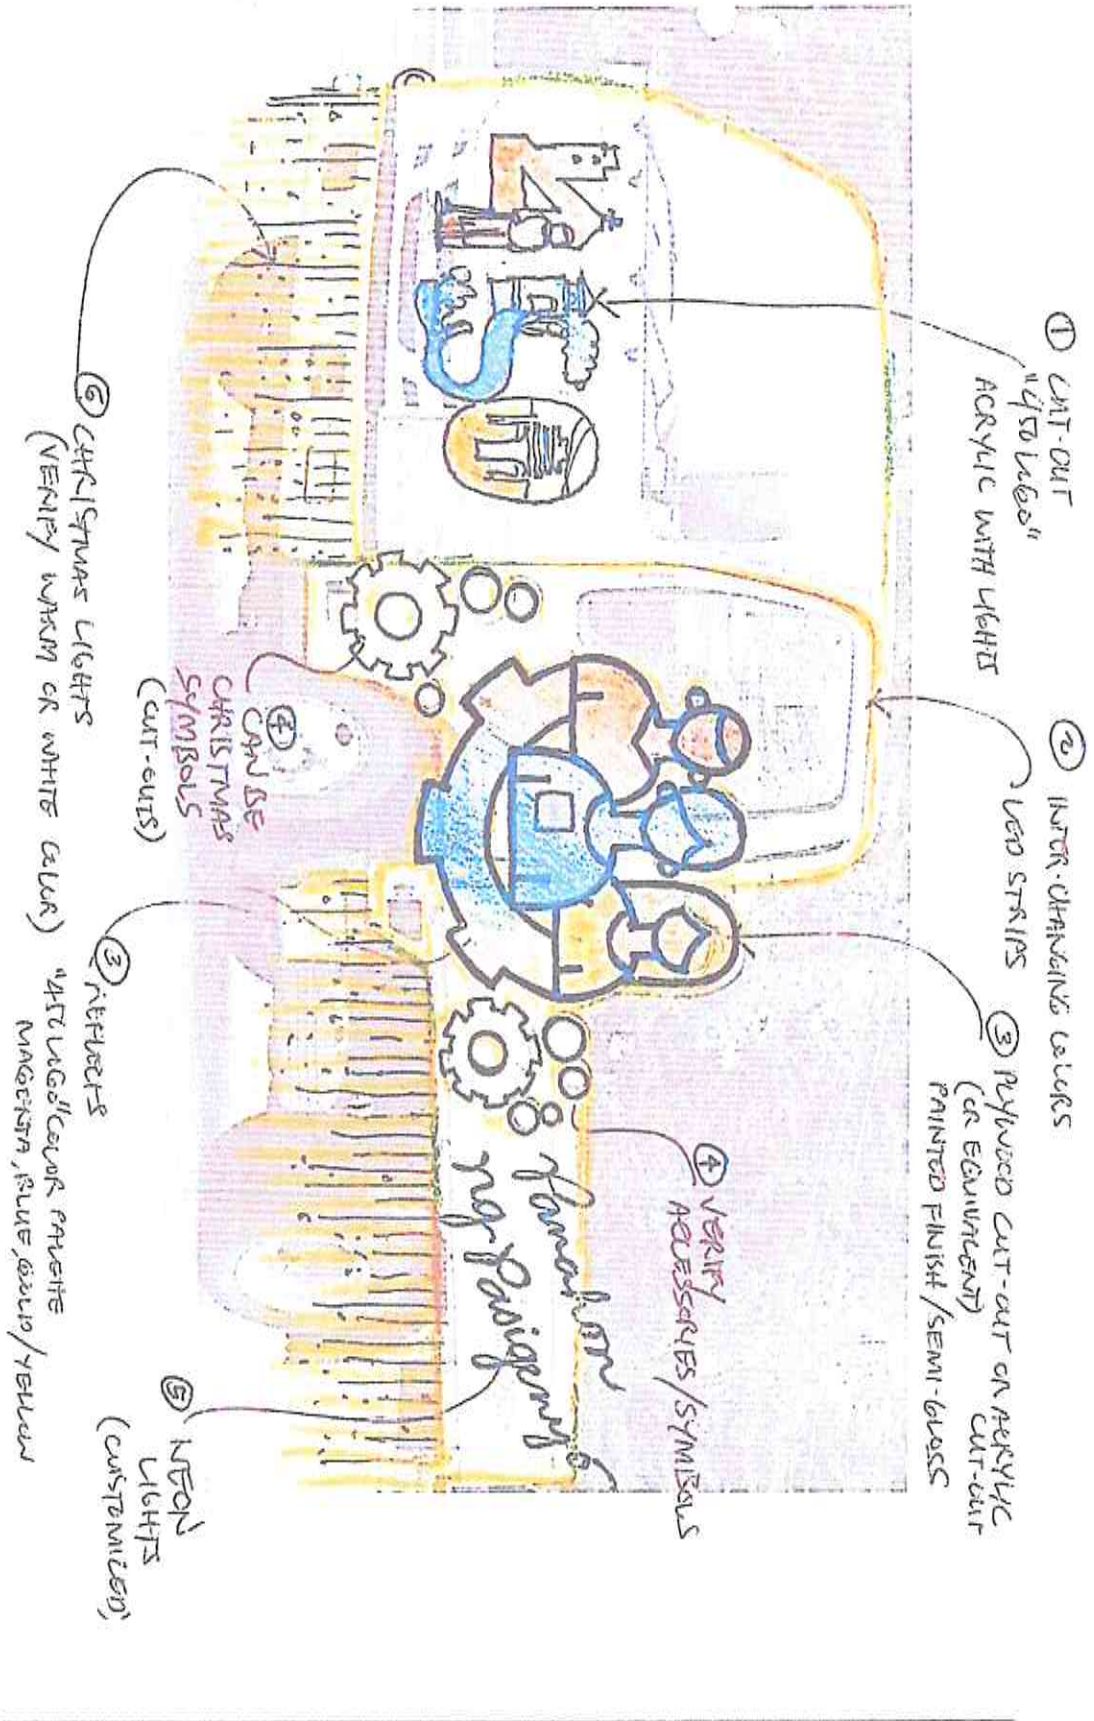 ① CUT-OUT
"450 LOGO"
ACRYLIC WITH LIGHTS
② INTER-CHANGING COLORS
LED STRIPS
③ PLYWOOD CUT-OUT OR ACRYLIC
CUT-OUT
(OR EQUIVALENT)
PAINTED FINISH/SEMI-GLOSS
450
④ VERIFY
ACCESSORIES/SYMBOLS
Kaunahan
ng Pasigeny
④ CAN BE
CHRISTMAS
SYMBOLS
(CUT-OUTS)
⑥ CHRISTMAS LIGHTS
(VERIFY WARM OR WHITE COLOR)
③ REFLECTS
"450 LOGO" COLOR PALETTE
MAGENTA, BLUE, GOLD/YELLOW
⑤ NEON
LIGHTS
(CUSTOMIZED)